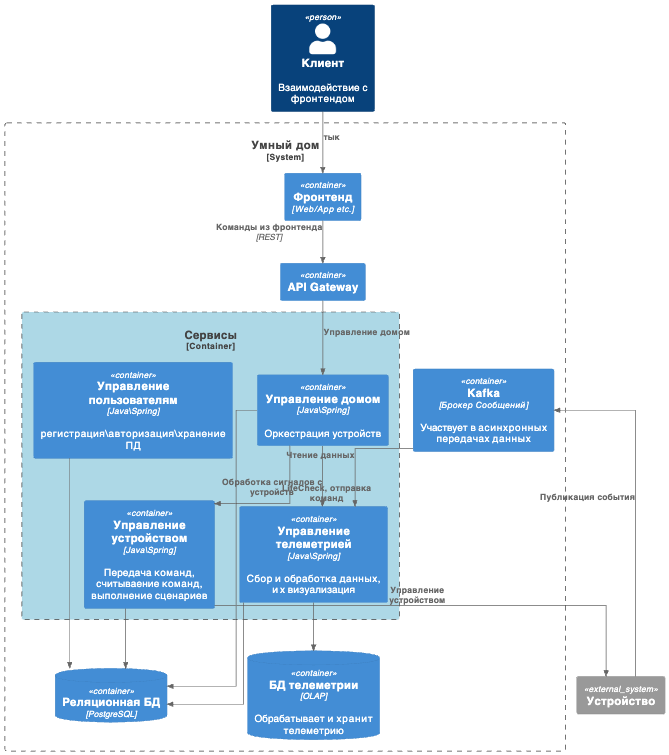 «person»
Клиент
Взаимодействие с
фронтендом
тык
Умный дом
[System]
«container»
Фронтенд
[Web/App etc.]
Команды из фронтенда
[REST]
«container»
API Gateway
Управление домом
Сервисы
[Container]
«container»
Управление
пользователям
[Java\Spring]
регистрация\авторизация\хранение
ПД
«container»
Управление домом
[Java\Spring]
Оркестрация устройств
«container»
Kafka
[Брокер Сообщений]
Участвует в асинхронных
передачах данных
Чтение данных
Обработка сигналов с
устройств
LifeCheck, отправка
команд
Публикация события
«container»
Управление
устройством
[Java\Spring]
Передача команд,
считываение команд,
выполнение сценариев
«container»
Управление
телеметрией
[Java\Spring]
Сбор и обработка данных,
их визуализация
Управление
устройством
«container»
Реляционная БД
[PostgreSQL]
«container»
БД телеметрии
[OLAP]
Обрабатывает и хранит
телеметрию
«external_system»
Устройство